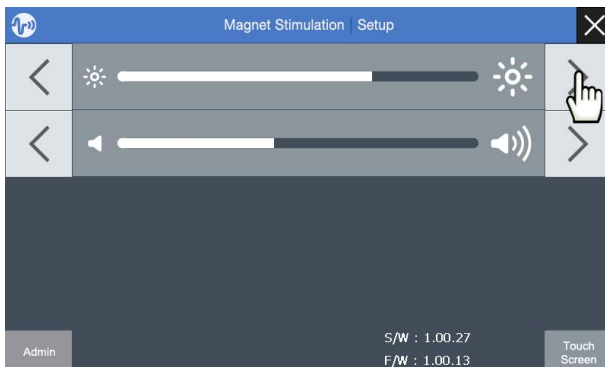 Magnet Stimulation | Setup
S/W : 1.00.27
Admin
F/W : 1.00.13
Touch
Screen